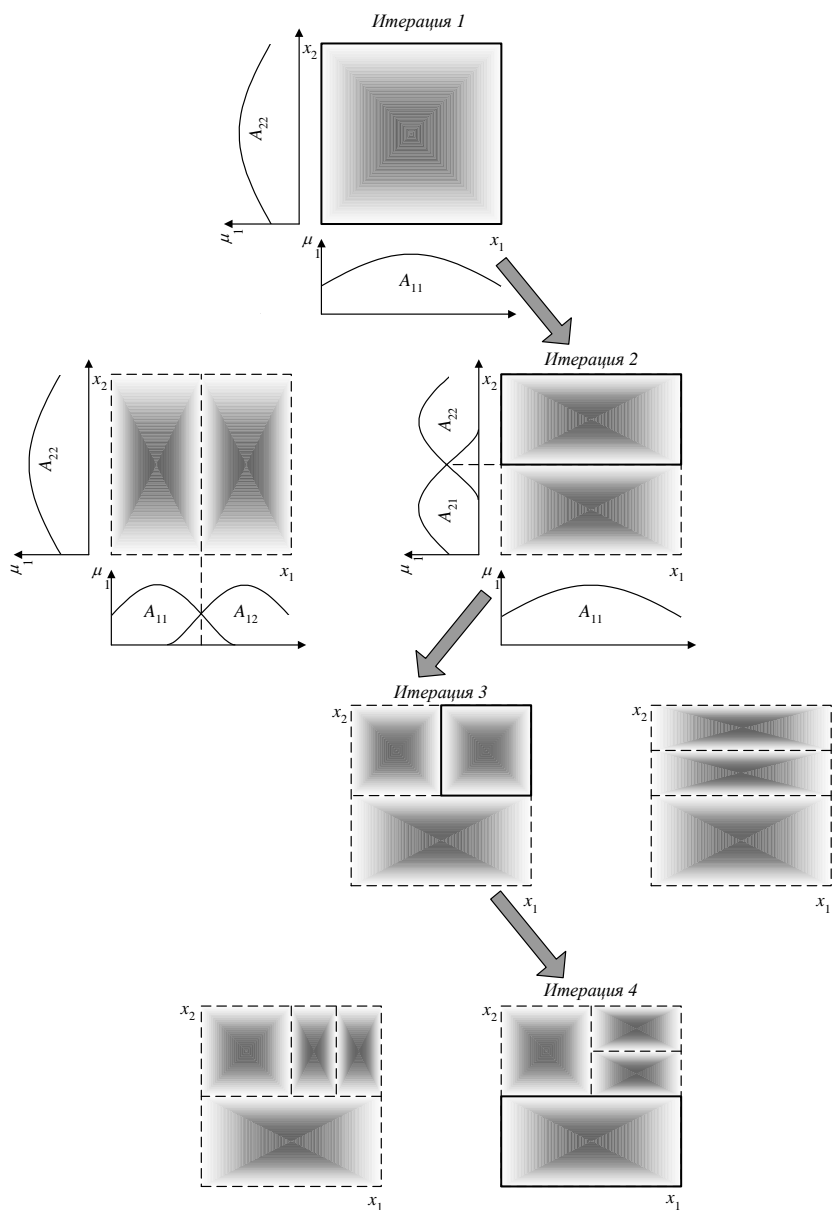 Итерация 1
x2
A22
μ 1
μ 1
x1
A11
Итерация 2
x2
A22
μ 1
x1
μ 1
A11 A12
x2
A22
A21
μ 1
x1
μ 1
A11
Итерация 3
x2
x1
x2
x1
Итерация 4
x2
x1
x2
x1